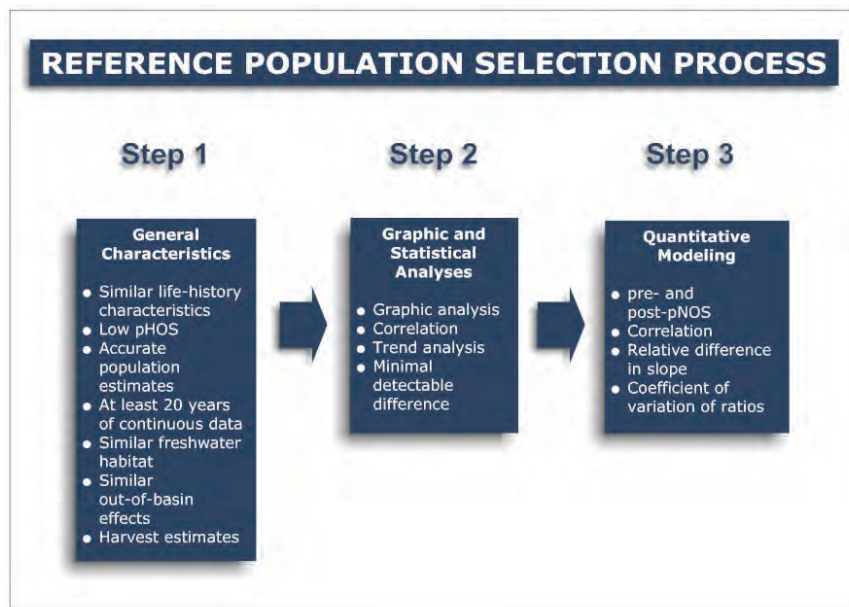 REFERENCE POPULATION SELECTION PROCESS
Step 1
General
Characteristics
● Similar life-history
characteristics
● Low pHOS
● Accurate
population
estimates
● At least 20 years
of continuous data
● Similar freshwater
habitat
● Similar
out-of-basin
effects
● Harvest estimates
Step 2
Graphic and
Statistical
Analyses
● Graphic analysis
● Correlation
● Trend analysis
● Minimal
detectable
difference
Step 3
Quantitative
Modeling
● pre- and
post-pNOS
● Correlation
● Relative difference
in slope
● Coefficient of
variation of ratios